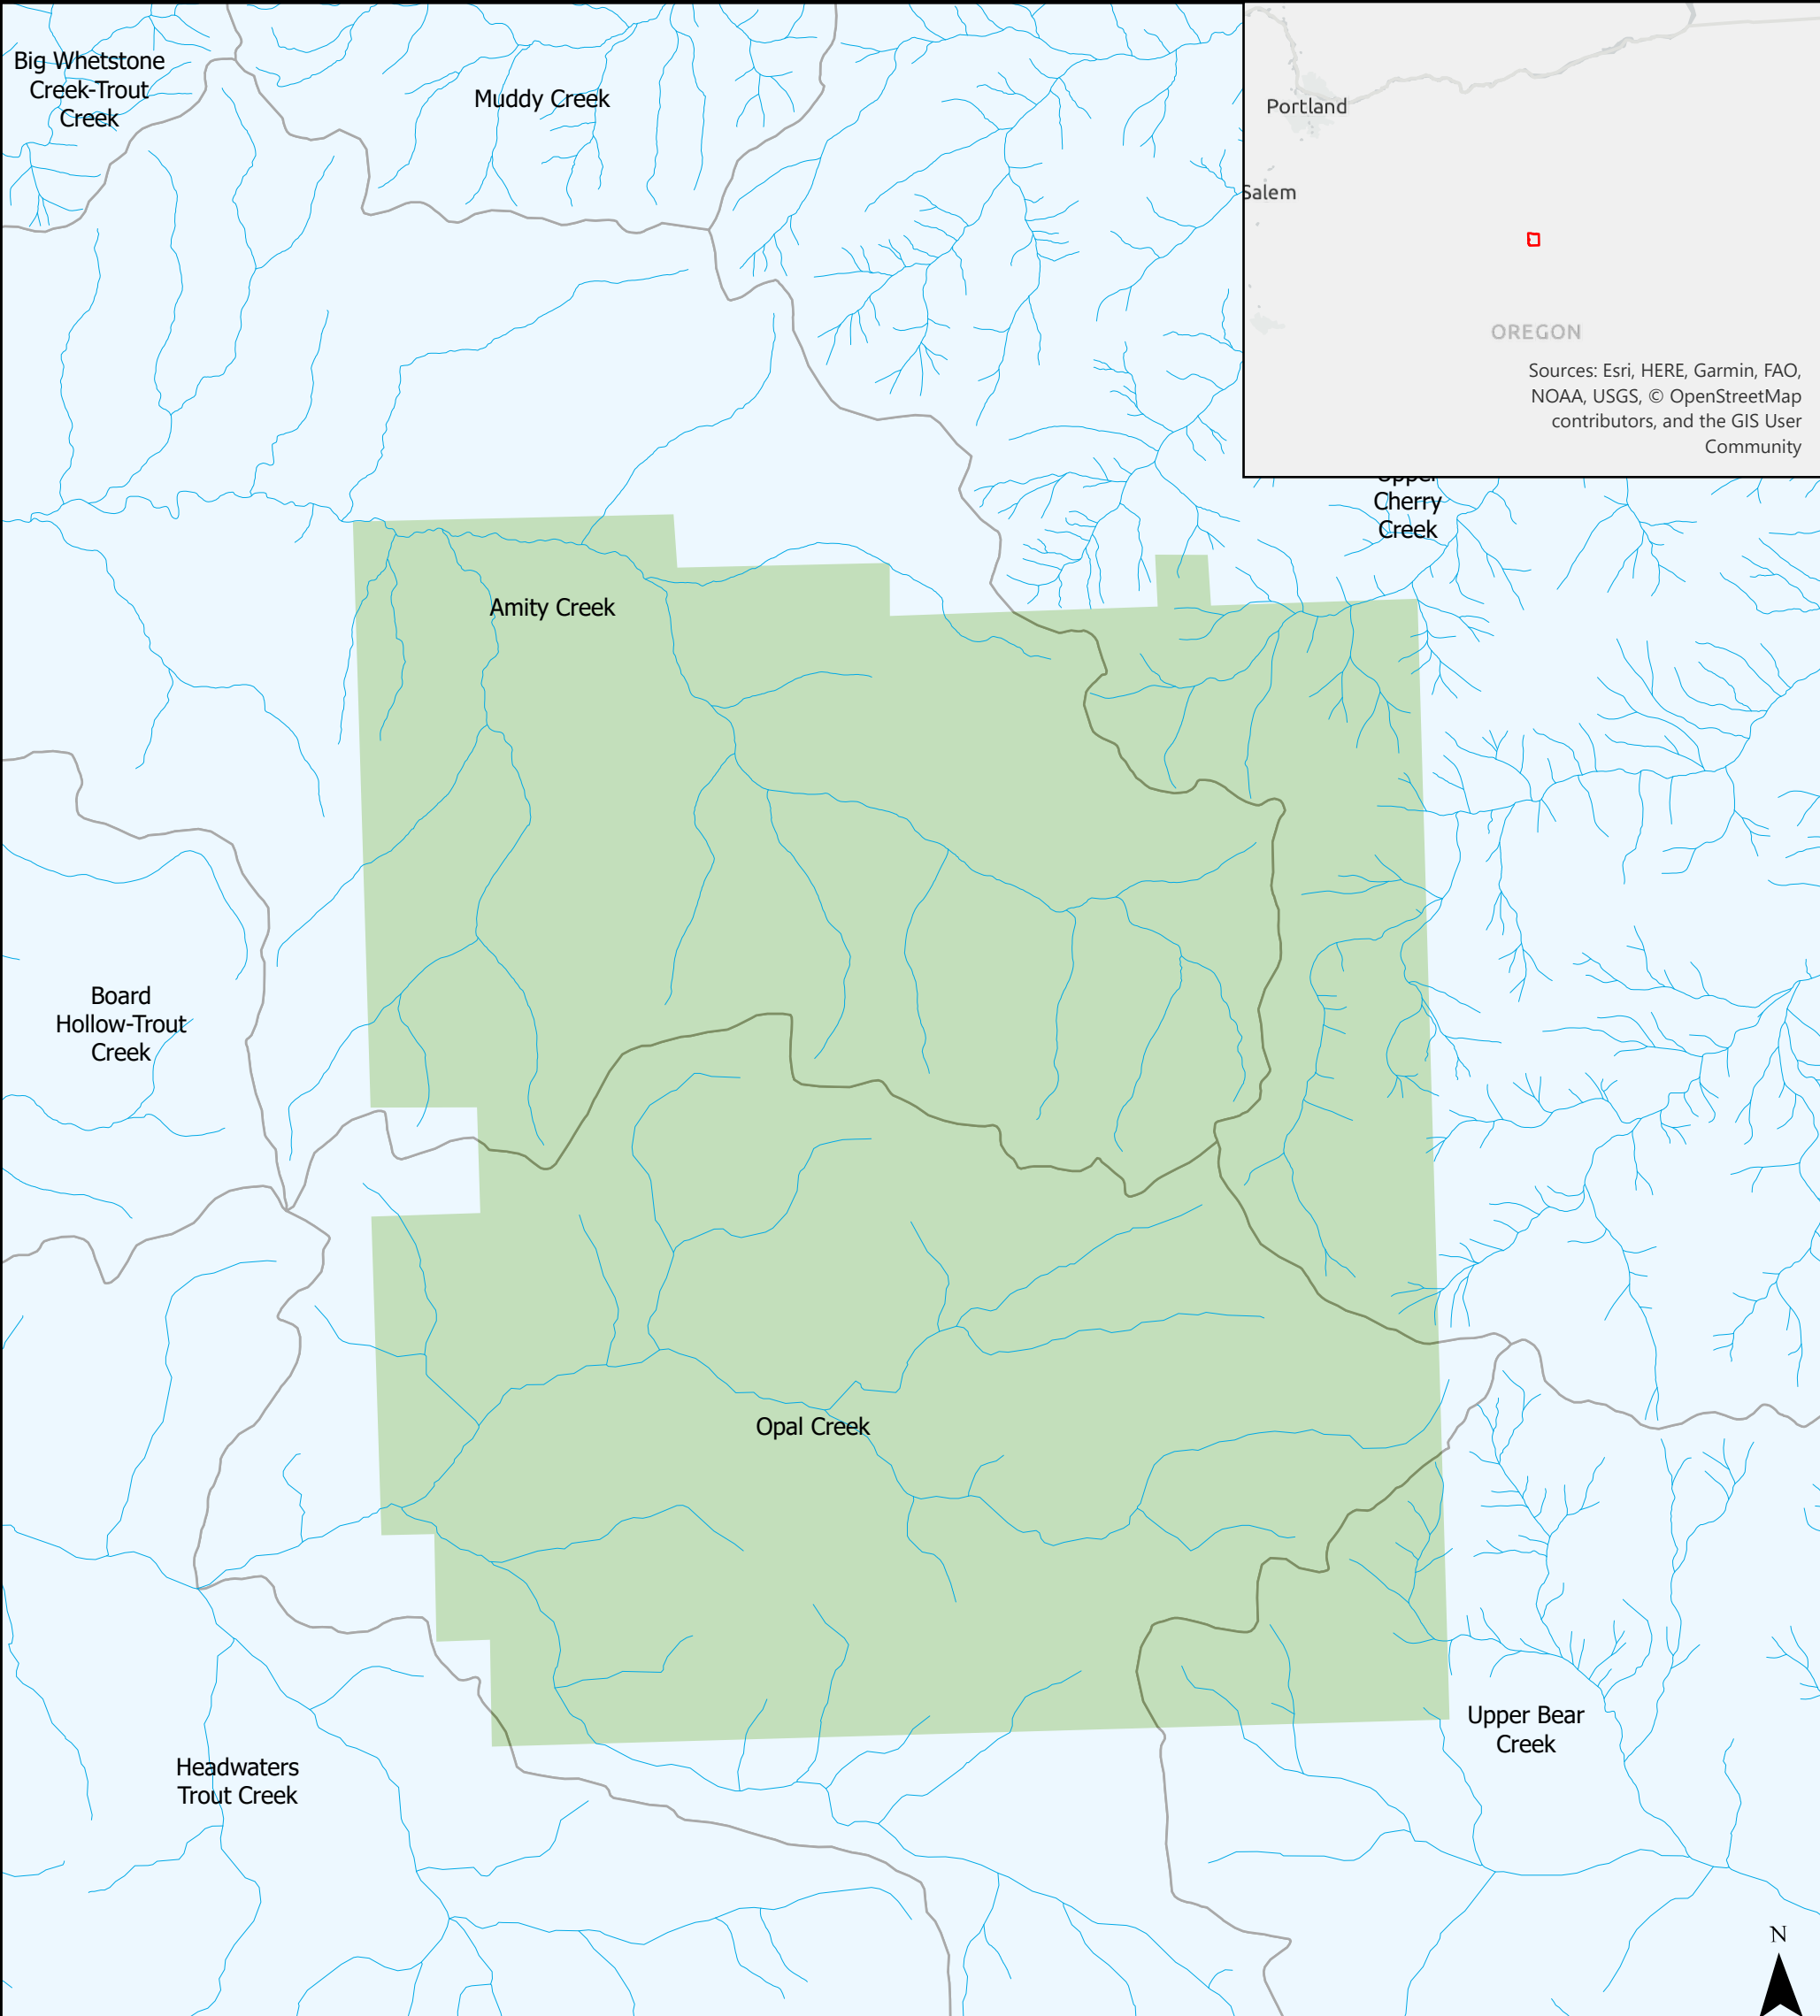 Big Whetstone
Creek-Trout
Creek
Muddy Creek
Portland
Salem
OREGON
Sources: Esri, HERE, Garmin, FAO,
NOAA, USGS, © OpenStreetMap
contributors, and the GIS User
Community
Upper
Cherry
Creek
Amity Creek
Board
Hollow-Trout
Creek
Opal Creek
Upper Bear
Creek
Headwaters
Trout Creek
N